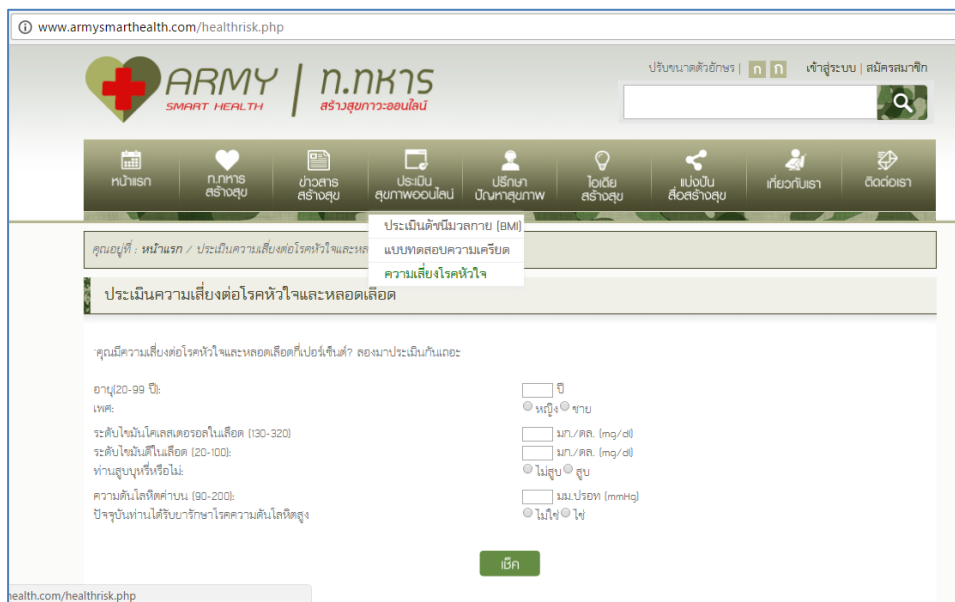 www.armysmarthealth.com/healthrisk.php
ARMY
SMART HEALTH
ท.ทหาร
สร้างสุขภาวะออนไลน์
ปรับขนาดตัวอักษร | ก ก เข้าสู่ระบบ | สมัครสมาชิก
หน้าแรก
ท.ทหาร
สร้างสุข
ข่าวสาร
สร้างสุข
ประเมิน
สุขภาพออนไลน์
ปรึกษา
ปัญหาสุขภาพ
ไอเดีย
สร้างสุข
แบ่งปัน
สื่อสร้างสุข
เกี่ยวกับเรา
ติดต่อเรา
ประเมินดัชนีมวลกาย (BMI)
แบบทดสอบความเครียด
ความเสี่ยงโรคหัวใจ
คุณอยู่ที่ : หน้าแรก / ประเมินความเสี่ยงต่อโรคหัวใจและหล
ประเมินความเสี่ยงต่อโรคหัวใจและหลอดเลือด
คุณมีความเสี่ยงต่อโรคหัวใจและหลอดเลือดกี่เปอร์เซ็นต์? ลองมาประเมินกันเถอะ
อายุ(20-99 ปี): ปี
เพศ: หญิง ชาย
ระดับไขมันโคเลสเตอรอลในเลือด (130-320) มก./ดล. (mg/dl)
ระดับไขมันดีในเลือด (20-100): มก./ดล. (mg/dl)
ท่านสูบบุหรี่หรือไม่: ไม่สูบ สูบ
ความดันโลหิตค่าบน (90-200): มม.ปรอท (mmHg)
ปัจจุบันท่านได้รับยารักษาโรคความดันโลหิตสูง ไม่ใช่ ใช่
เช็ค
health.com/healthrisk.php